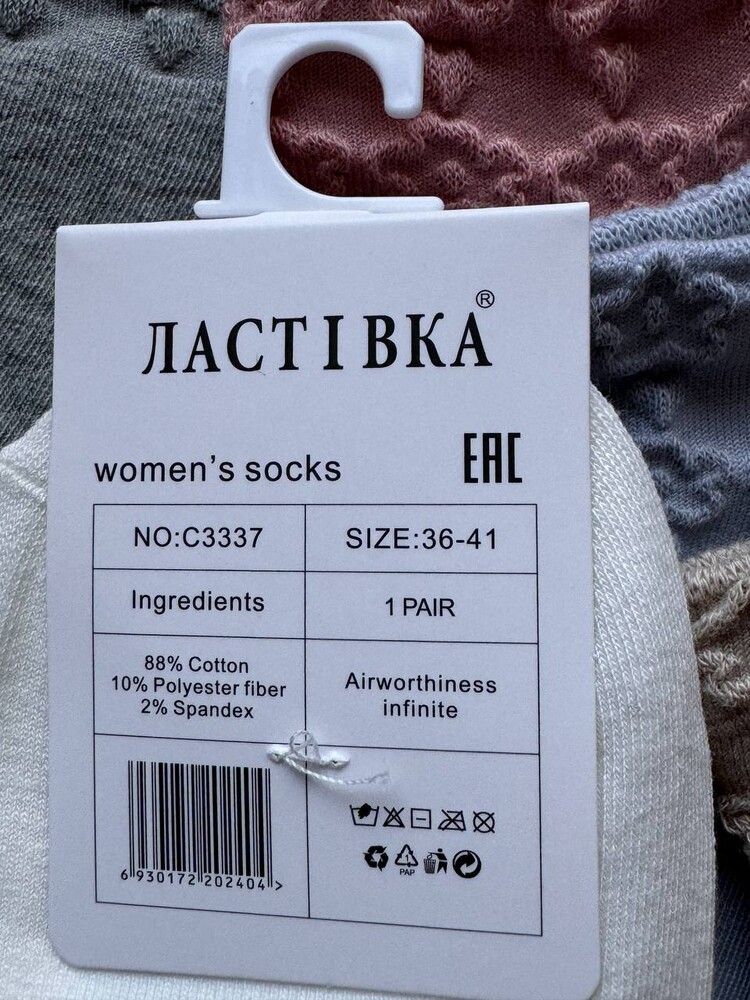 ЛАСТІВКА®
women's socks
EAC
NO:C3337
SIZE:36-41
Ingredients
1 PAIR
88% Cotton
10% Polyester fiber
2% Spandex
Airworthiness
infinite
6 930172 202404 >
PAP